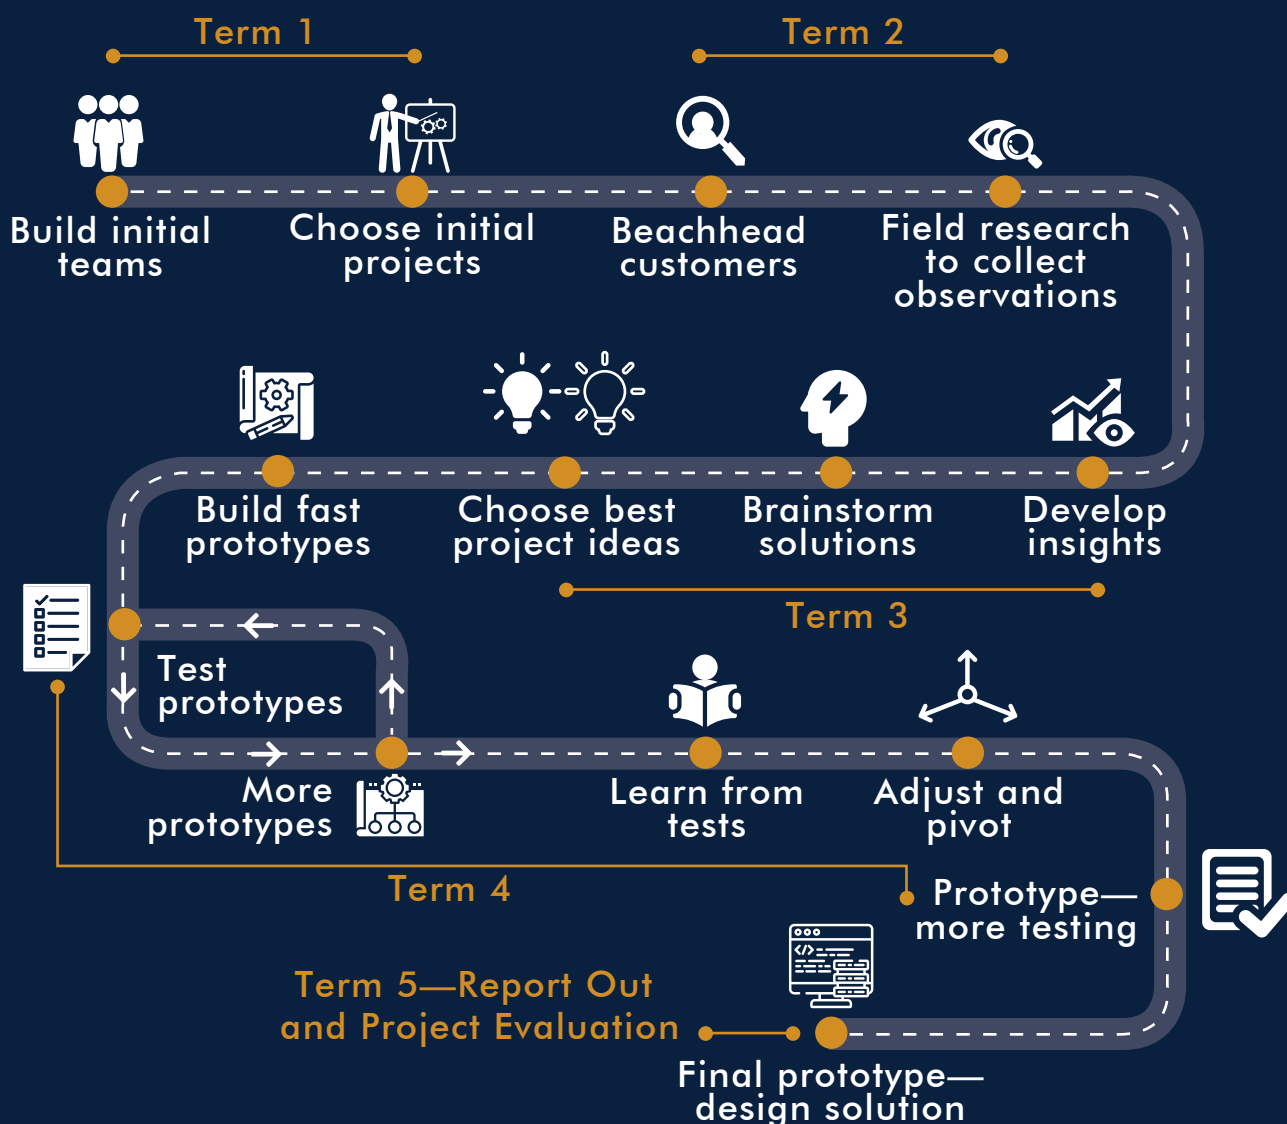 Term 1
Term 2
Build initial
teams
Choose initial
projects
Beachhead
customers
Field research
to collect
observations
Build fast
prototypes
Choose best
project ideas
Brainstorm
solutions
Develop
insights
Term 3
Test
prototypes
More
prototypes
Learn from
tests
Adjust and
pivot
Term 4
Prototype—
more testing
</>
Term 5—Report Out
and Project Evaluation
Final prototype—
design solution